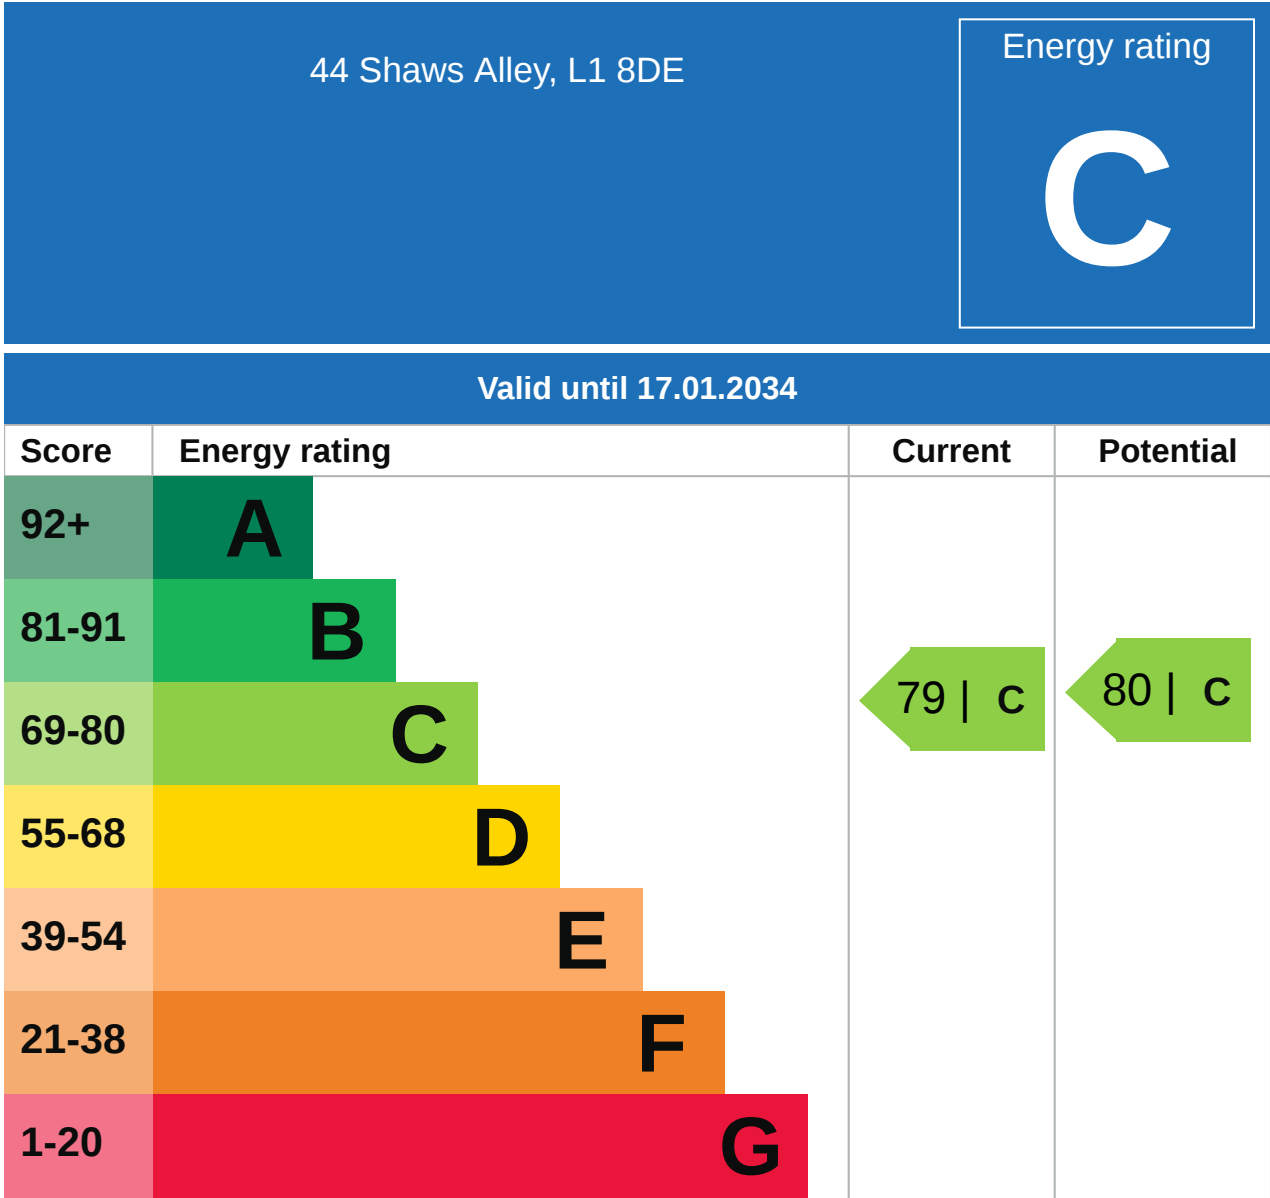 44 Shaws Alley, L1 8DE
Energy rating
C
Valid until 17.01.2034
Score Energy rating Current Potential
92+ A
81-91 B
69-80 C 79 | C 80 | C
55-68 D
39-54 E
21-38 F
1-20 G